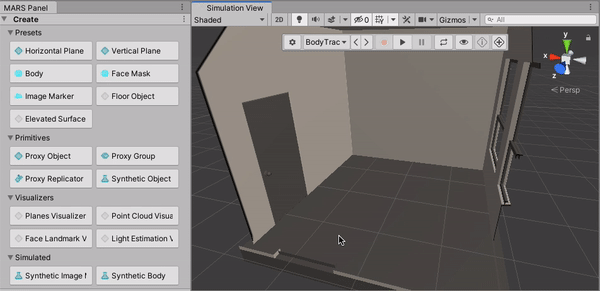 MARS Panel
Create
Presets
Horizontal Plane
Vertical Plane
Body
Face Mask
Image Marker
Floor Object
Elevated Surface
Primitives
Proxy Object
Proxy Group
Proxy Replicator
Synthetic Object
Visualizers
Planes Visualizer
Point Cloud Visua
Face Landmark V
Light Estimation V
Simulated
Synthetic Image M
Synthetic Body
Simulation View
Shaded
2D
0
Gizmos
All
BodyTrac
y
x
z
Persp